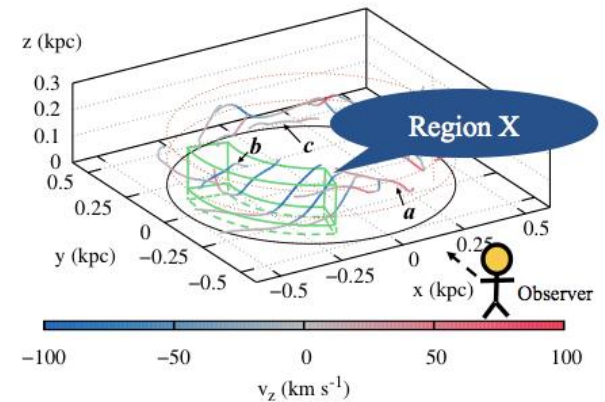 z (kpc)
0.3
0.2
0.1
0
Region X
b
c
a
0.5
0.25
0
−0.25
−0.5
y (kpc)
−0.5
−0.25
0
0.25
0.5
x (kpc)
Observer
−100
−50
0
50
100
v_z (km s⁻¹)